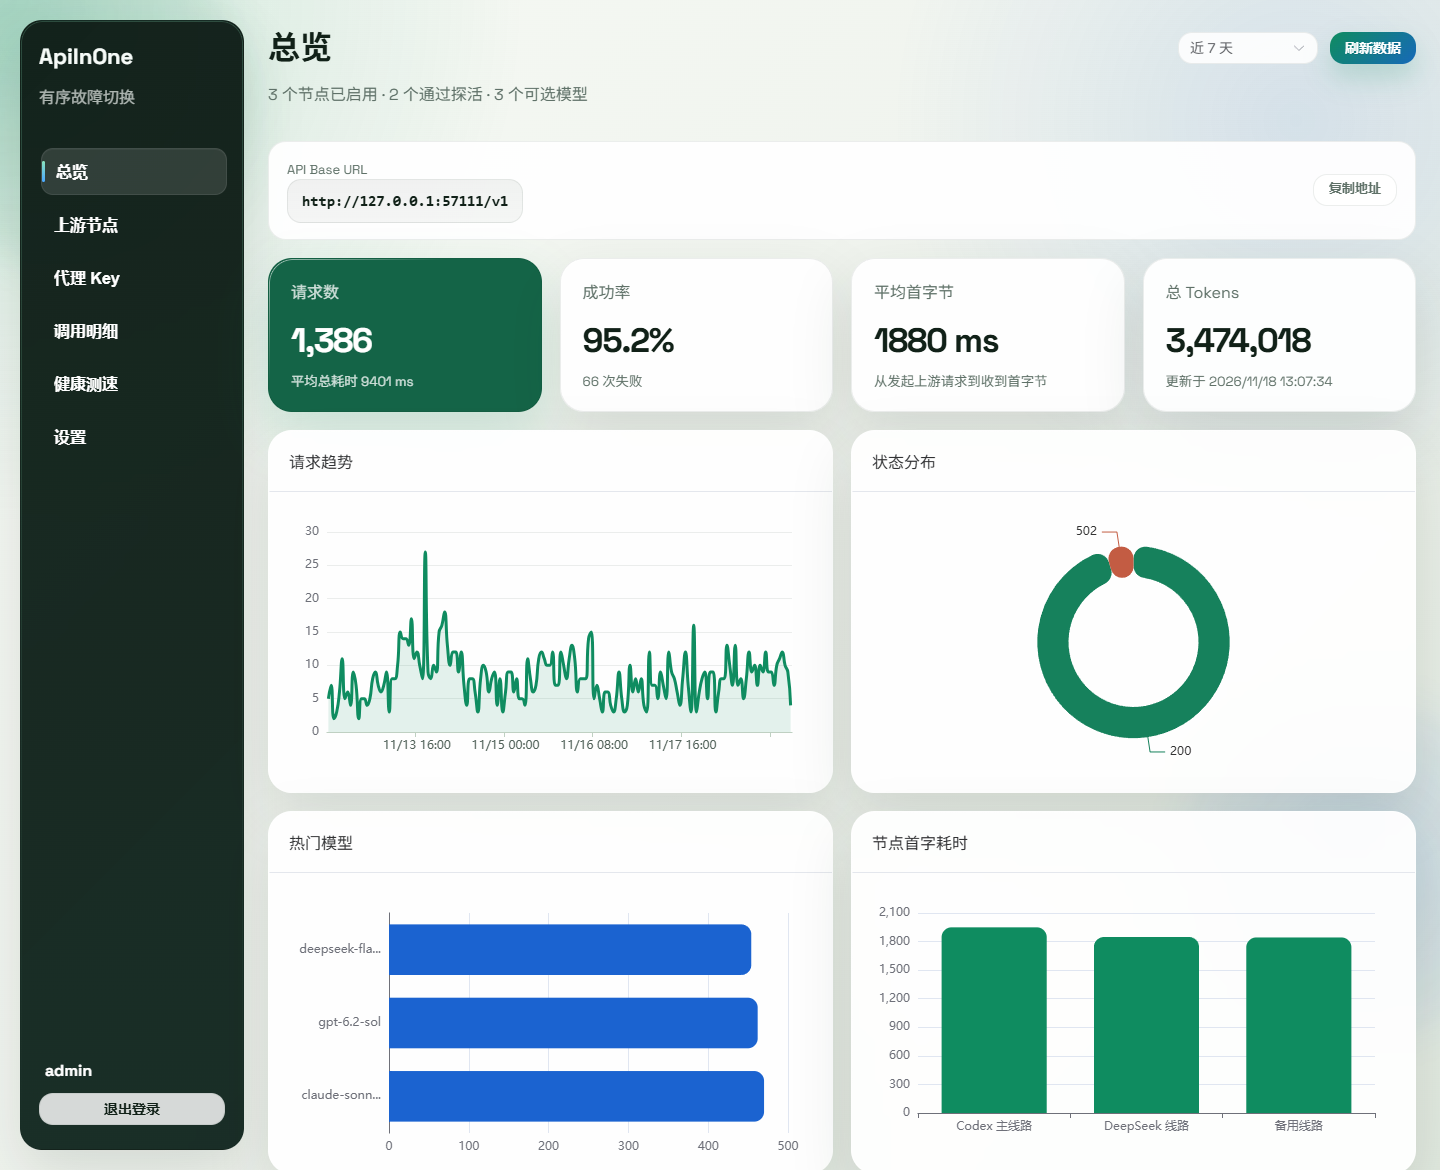 ApiInOne
有序故障切换
总览
上游节点
代理 Key
调用明细
健康测速
设置
admin
退出登录
总览
3 个节点已启用 · 2 个通过探活 · 3 个可选模型
近 7 天
刷新数据
API Base URL
http://127.0.0.1:57111/v1
复制地址
请求数
1,386
平均总耗时 9401 ms
成功率
95.2%
66 次失败
平均首字节
1880 ms
从发起上游请求到收到首字节
总 Tokens
3,474,018
更新于 2026/11/18 13:07:34
请求趋势
30
25
20
15
10
5
0
11/13 16:00 11/15 00:00 11/16 08:00 11/17 16:00
状态分布
502
200
热门模型
deepseek-fla...
gpt-6.2-sol
claude-sonn...
0 100 200 300 400 500
节点首字耗时
2,100
1,800
1,500
1,200
900
600
300
0
Codex 主线路 DeepSeek 线路 备用线路